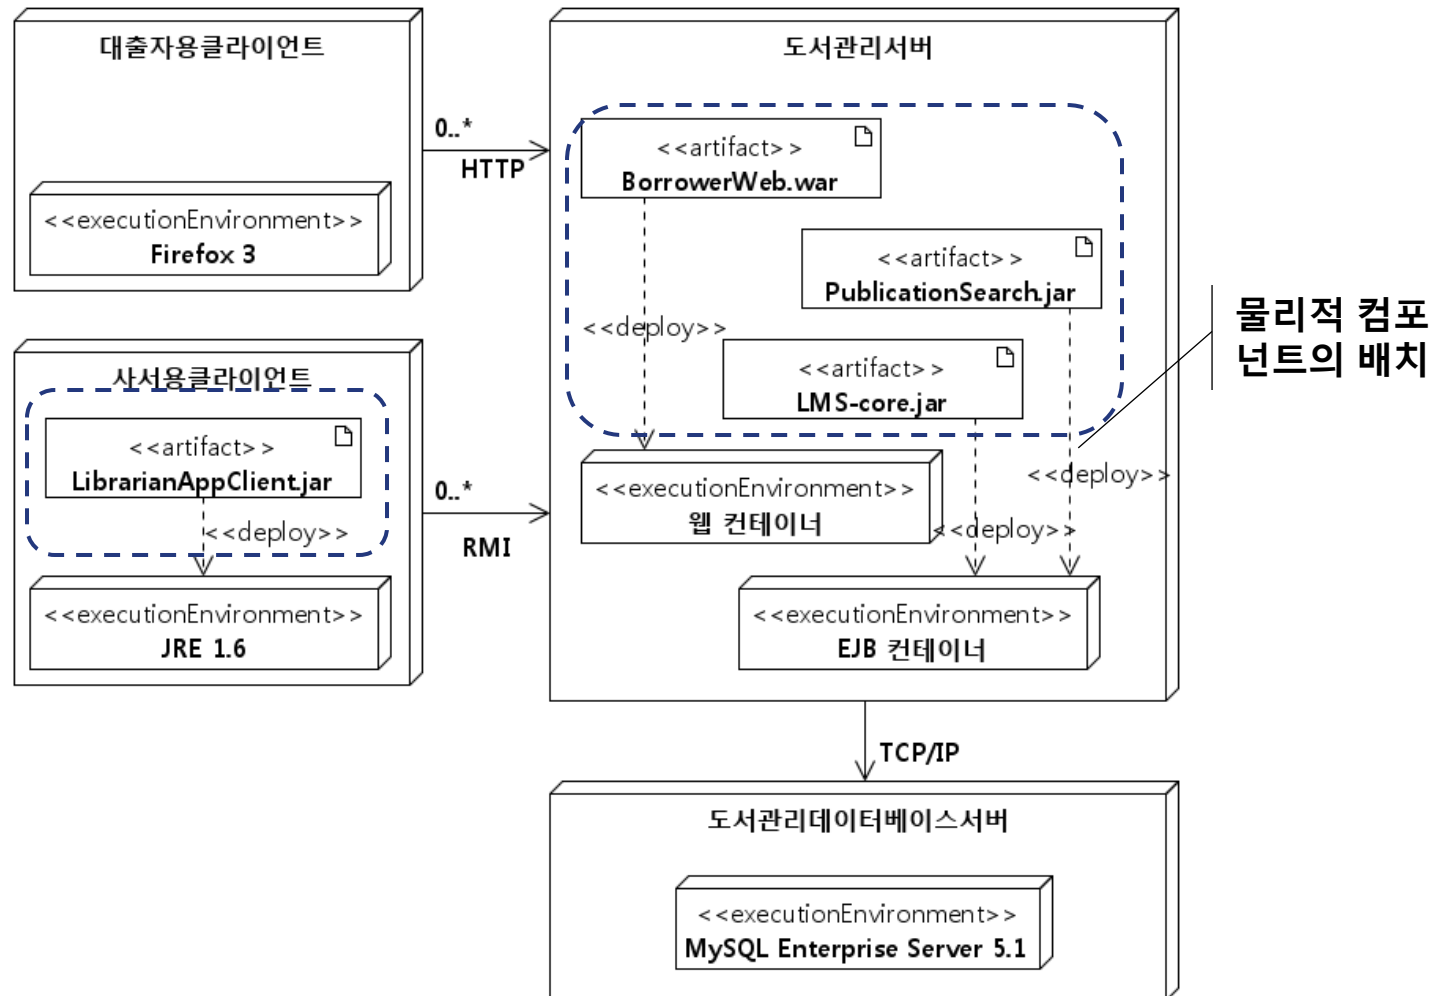 대출자용클라이언트
<<executionEnvironment>>
Firefox 3
0..*
HTTP
도서관리서버
<<artifact>>
BorrowerWeb.war
<<artifact>>
PublicationSearch.jar
<<deploy>>
<<artifact>>
LMS-core.jar
<<deploy>>
<<executionEnvironment>>
웹 컨테이너
<<deploy>>
<<executionEnvironment>>
EJB 컨테이너
물리적 컴포
넌트의 배치
사서용클라이언트
<<artifact>>
LibrarianAppClient.jar
<<deploy>>
<<executionEnvironment>>
JRE 1.6
0..*
RMI
TCP/IP
도서관리데이터베이스서버
<<executionEnvironment>>
MySQL Enterprise Server 5.1